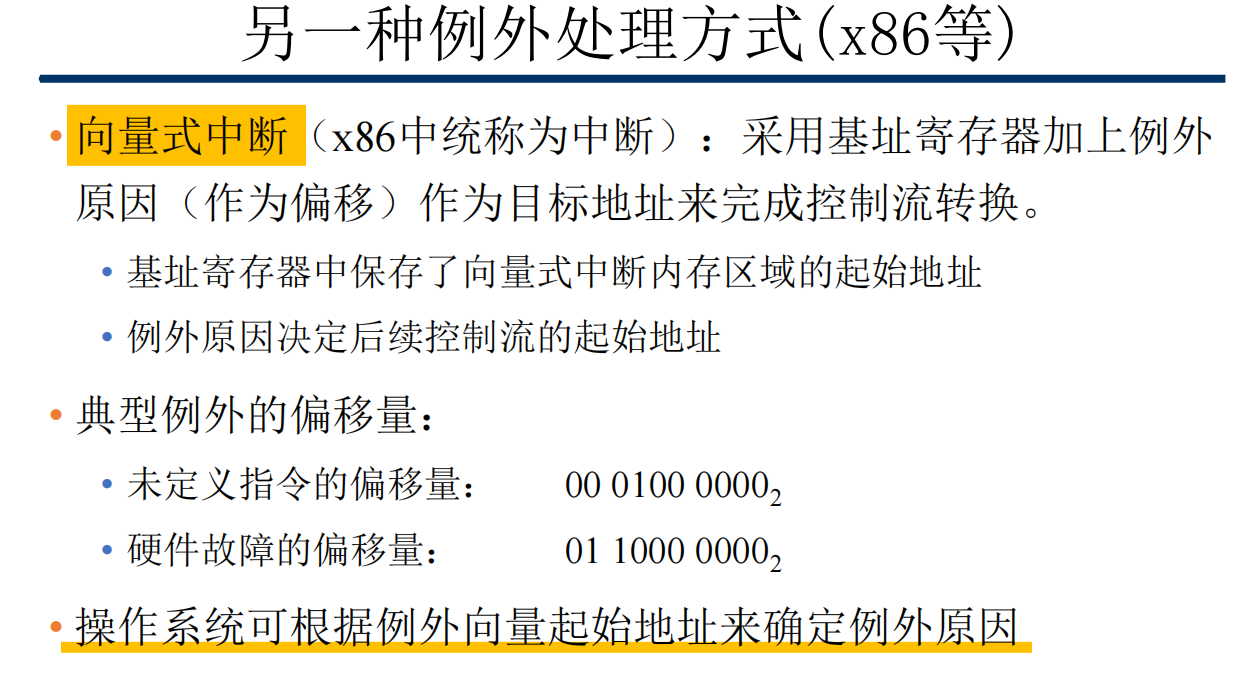 另一种例外处理方式(x86等)
•向量式中断（x86中统称为中断）：采用基址寄存器加上例外
原因（作为偏移）作为目标地址来完成控制流转换。
•基址寄存器中保存了向量式中断内存区域的起始地址
•例外原因决定后续控制流的起始地址
•典型例外的偏移量：
•未定义指令的偏移量： 00 0100 0000₂
•硬件故障的偏移量： 01 1000 0000₂
•操作系统可根据例外向量起始地址来确定例外原因